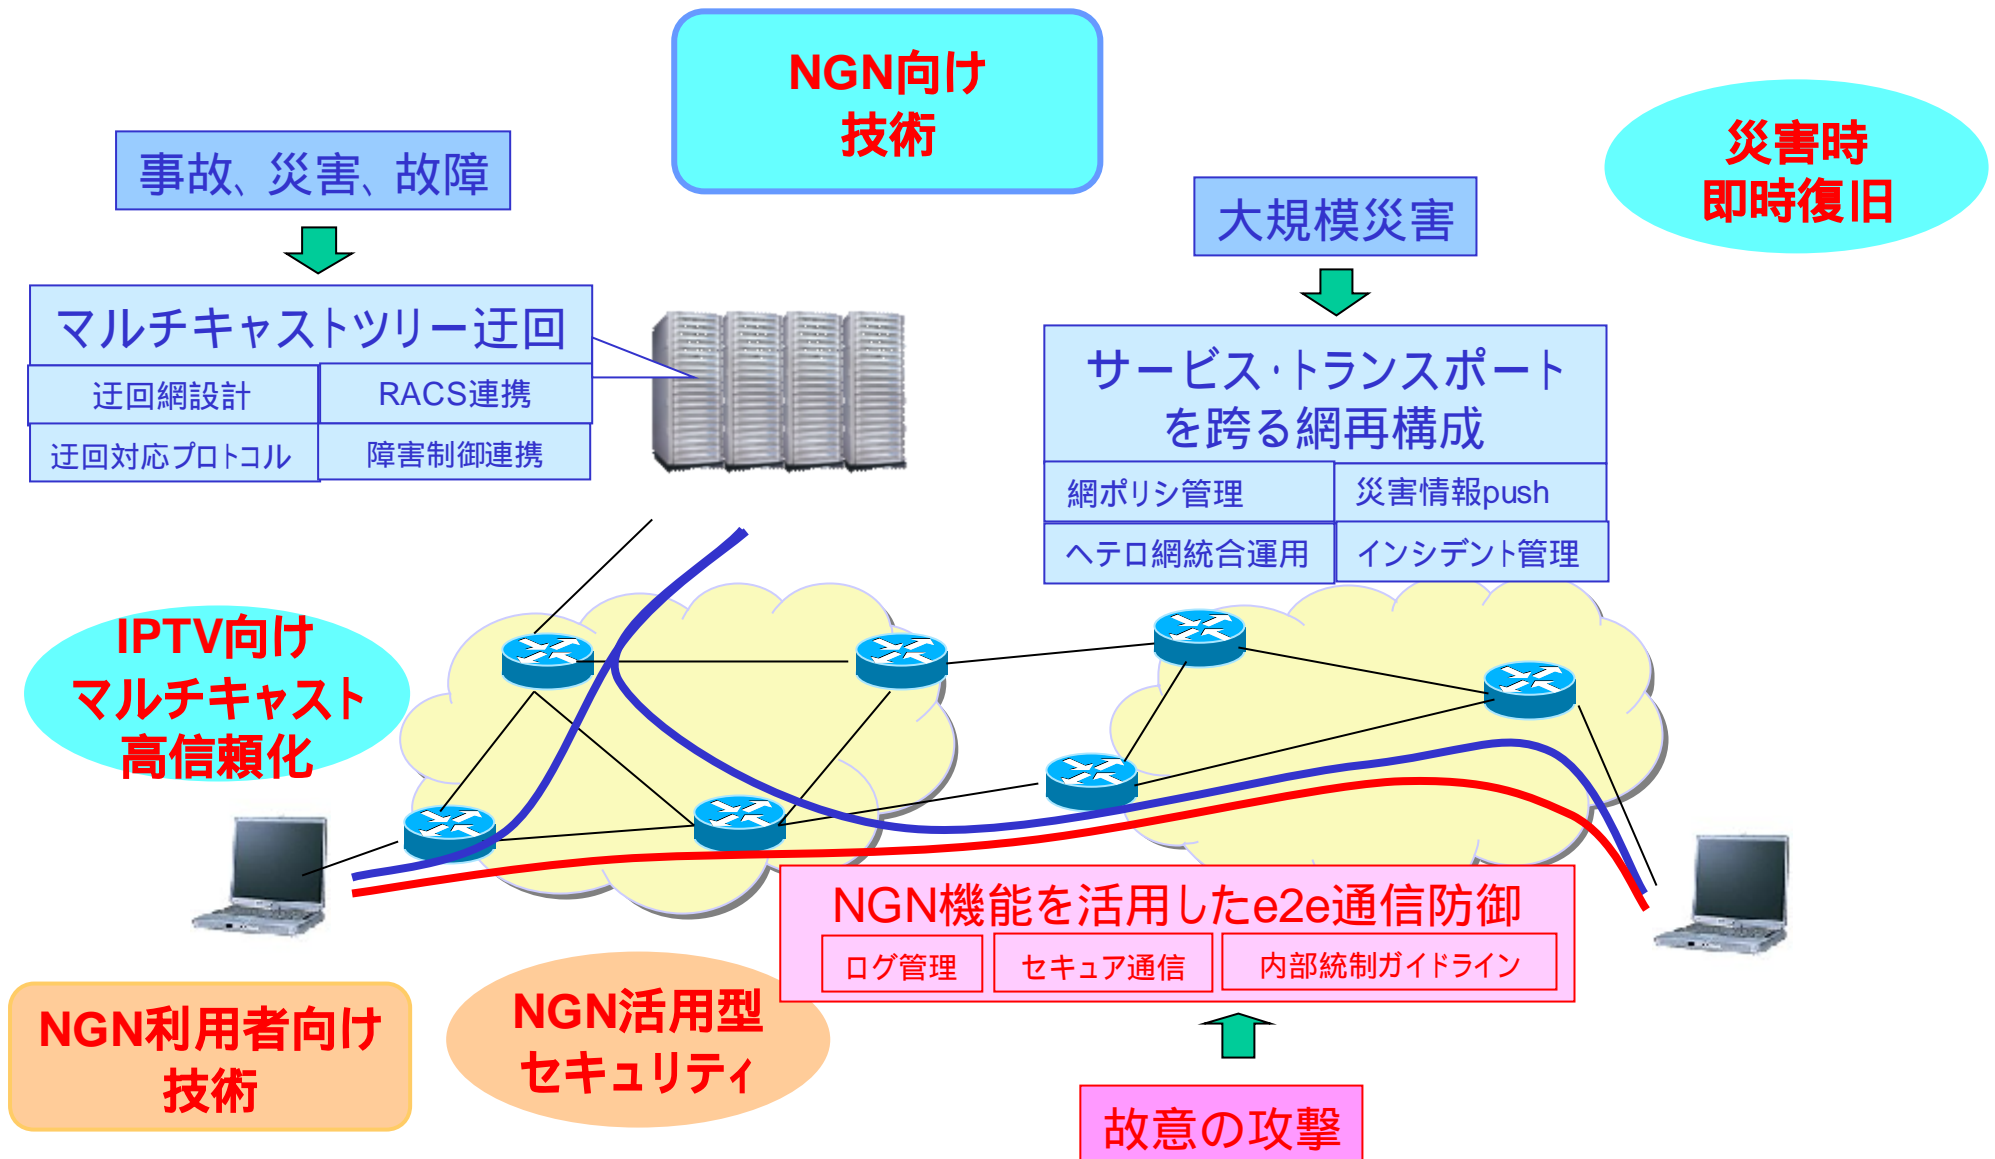 NGN向け
技術
災害時
即時復旧
事故、災害、故障
大規模災害
マルチキャストツリー迂回
迂回網設計
RACS連携
迂回対応プロトコル
障害制御連携
サービス・トランスポート
を跨る網再構成
網ポリシ管理
災害情報push
ヘテロ網統合運用
インシデント管理
IPTV向け
マルチキャスト
高信頼化
NGN機能を活用したe2e通信防御
ログ管理
セキュア通信
内部統制ガイドライン
NGN利用者向け
技術
NGN活用型
セキュリティ
故意の攻撃